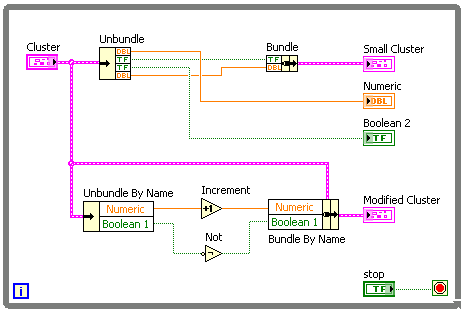 Unbundle
Bundle
Cluster
Small Cluster
DBL
TF
TF
DBL
TF
DBL
Numeric
DBL
Boolean 2
TF
Unbundle By Name
Increment
Modified Cluster
Numeric
+1
Numeric
Boolean 1
Not
Boolean 1
Bundle By Name
stop
TF
i